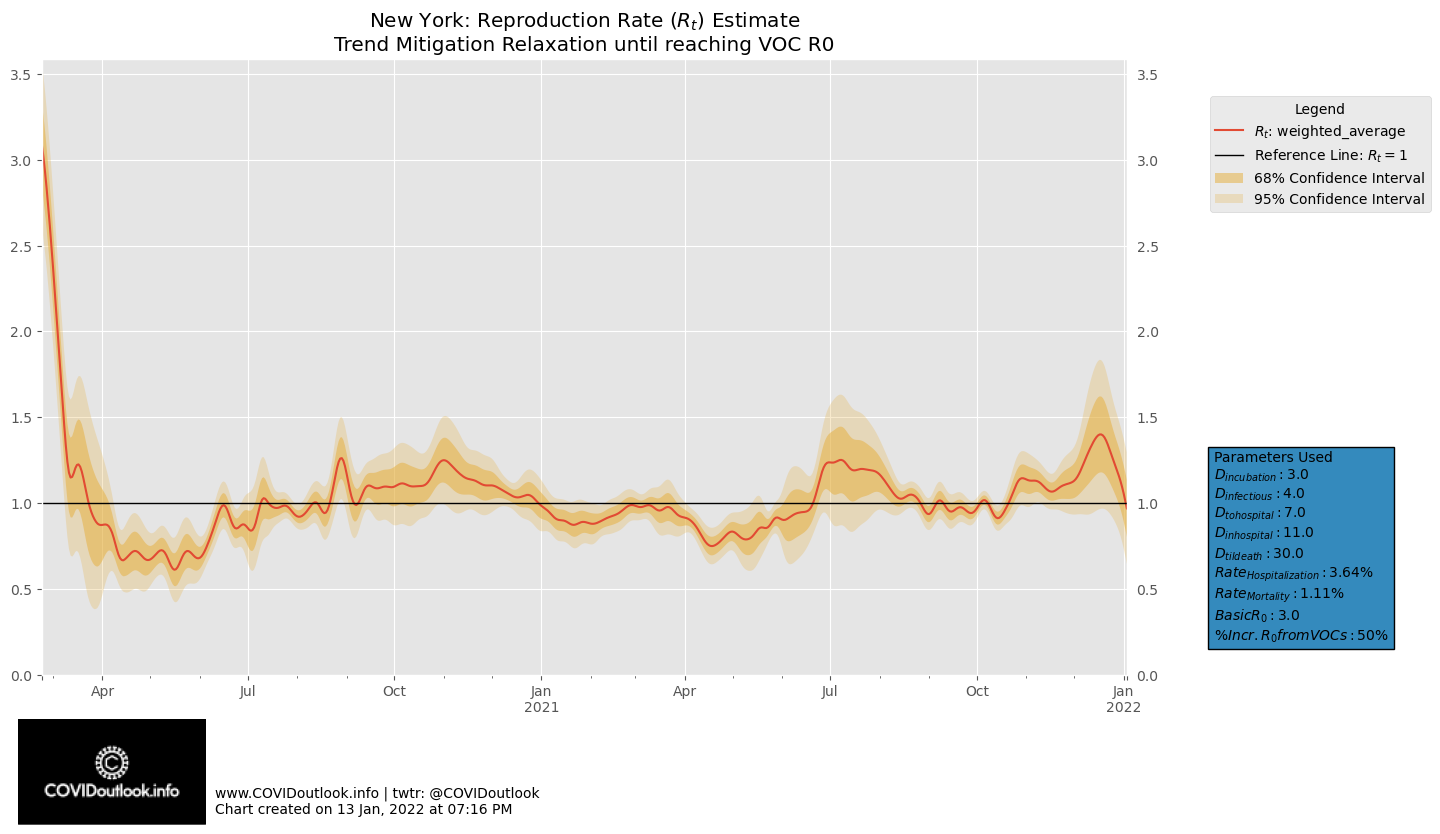 New York: Reproduction Rate (Rt) Estimate
Trend Mitigation Relaxation until reaching VOC R0
3.5
3.0
2.5
2.0
1.5
1.0
0.5
0.0
3.5
3.0
2.5
2.0
1.5
1.0
0.5
0.0
Apr
Jul
Oct
Jan
2021
Apr
Jul
Oct
Jan
2022
Legend
Rt: weighted_average
Reference Line: Rt = 1
68% Confidence Interval
95% Confidence Interval
Parameters Used
Dincubation : 3.0
Dinfectious : 4.0
Dtohospital : 7.0
Dinhospital : 11.0
Dtildeath : 30.0
RateHospitalization : 3.64%
RateMortality : 1.11%
BasicR0 : 3.0
%Incr. R0fromVOCs : 50%
COVIDoutlook.info
www.COVIDoutlook.info | twtr: @COVIDoutlook
Chart created on 13 Jan, 2022 at 07:16 PM